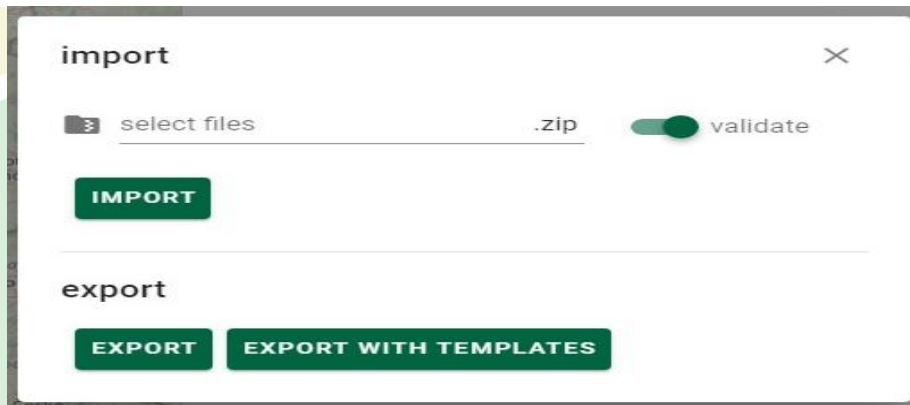 import
select files .zip validate
IMPORT
export
EXPORT EXPORT WITH TEMPLATES